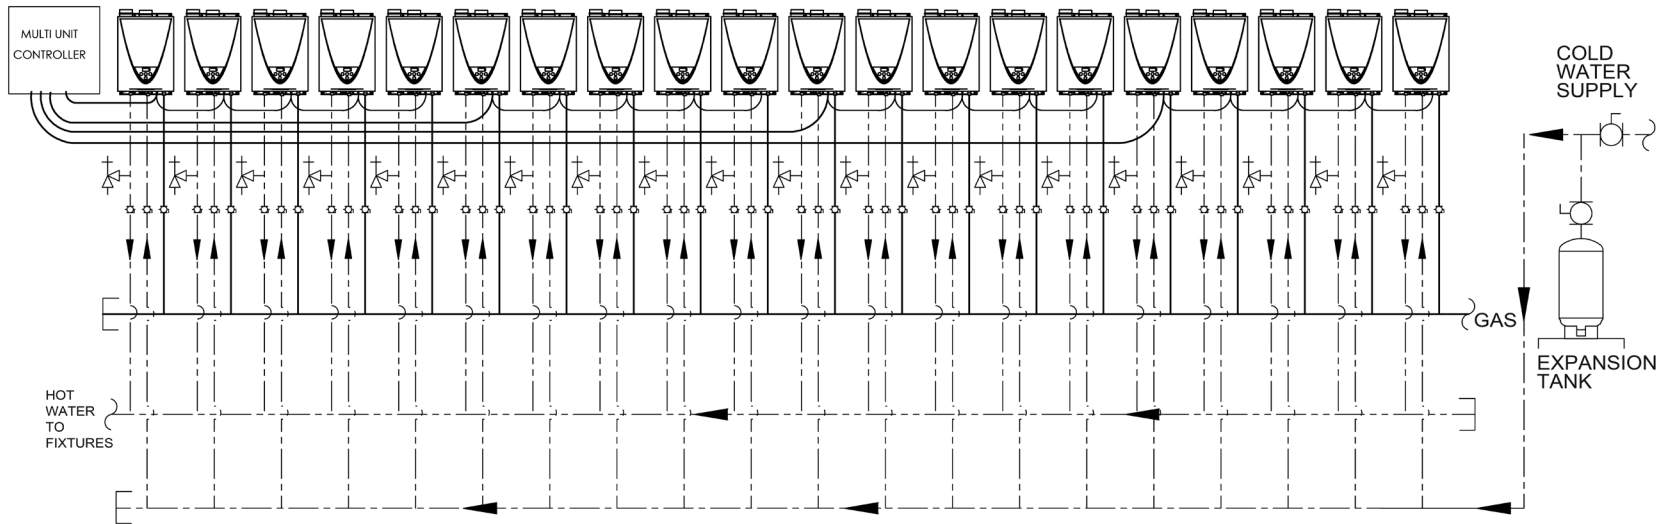 MULTI UNIT
CONTROLLER
COLD
WATER
SUPPLY
GAS
EXPANSION
TANK
HOT
WATER
TO
FIXTURES